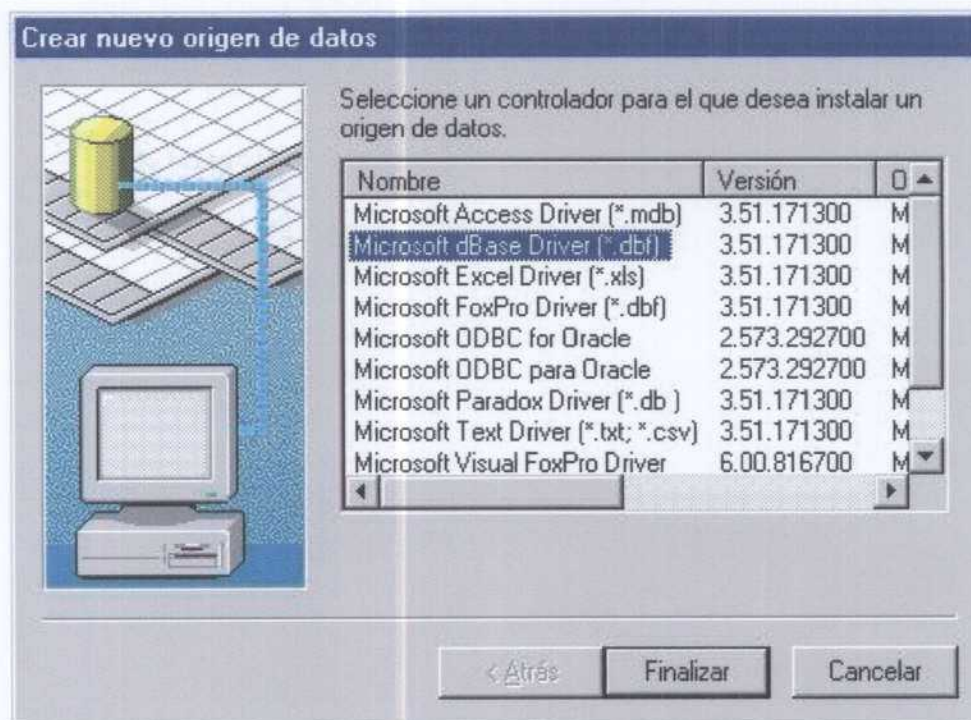 Crear nuevo origen de datos
Seleccione un controlador para el que desea instalar un
origen de datos.
Nombre Versión O
Microsoft Access Driver (*.mdb) 3.51.171300 M
Microsoft dBase Driver (*.dbf) 3.51.171300 M
Microsoft Excel Driver (*.xls) 3.51.171300 M
Microsoft FoxPro Driver (*.dbf) 3.51.171300 M
Microsoft ODBC for Oracle 2.573.292700 M
Microsoft ODBC para Oracle 2.573.292700 M
Microsoft Paradox Driver (*.db ) 3.51.171300 M
Microsoft Text Driver (*.txt; *.csv) 3.51.171300 M
Microsoft Visual FoxPro Driver 6.00.816700 M
< Atrás Finalizar Cancelar